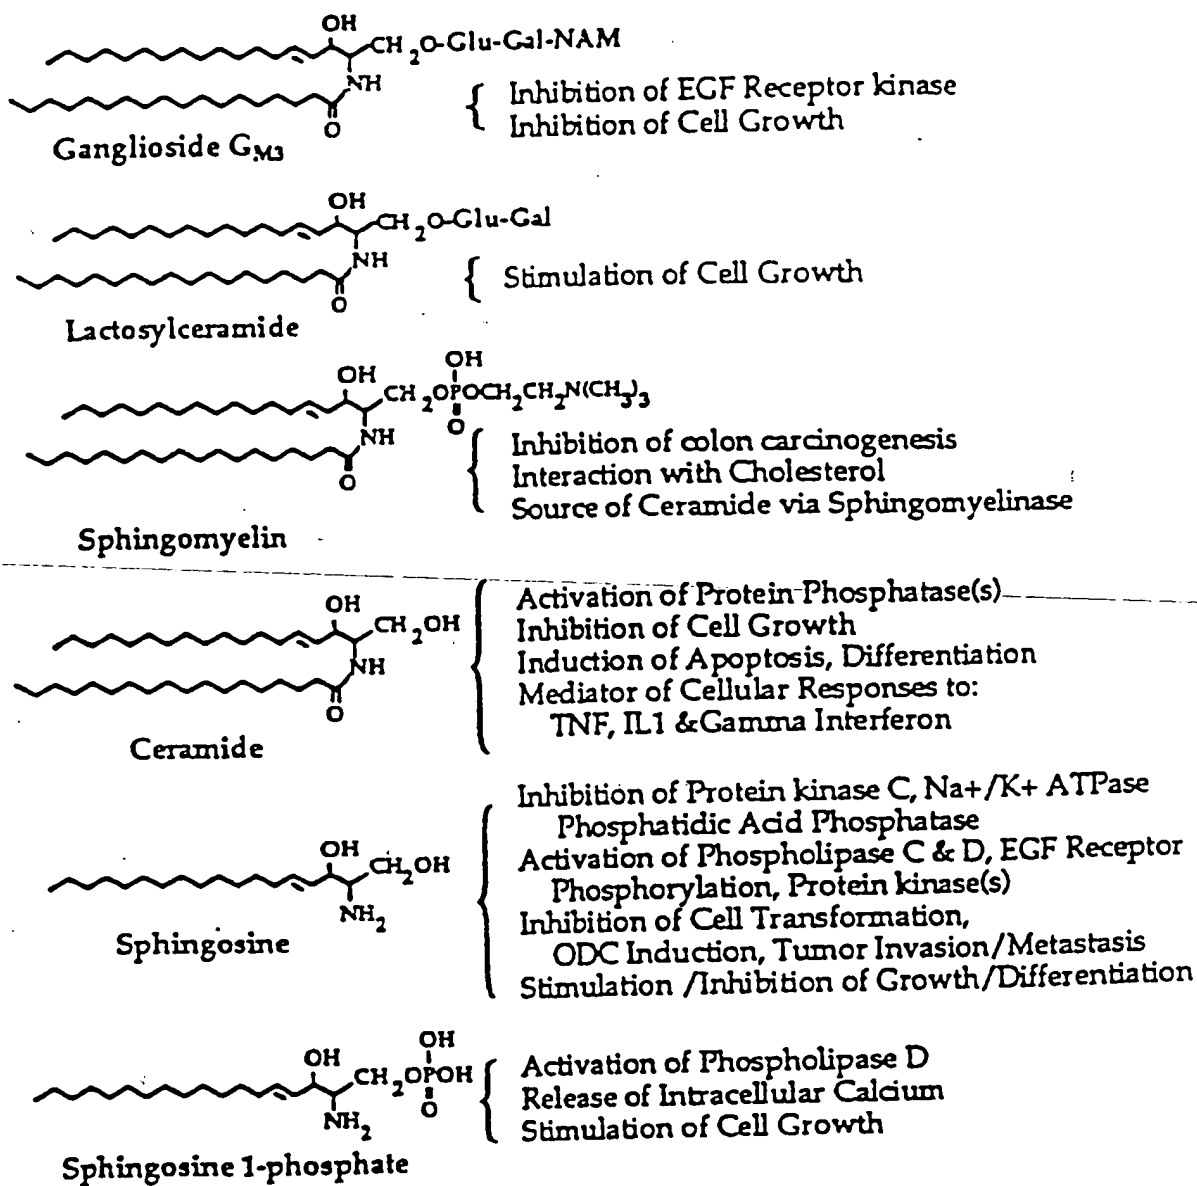 OH
CH2O-Glu-Gal-NAM
NH
O
Ganglioside GM3
{ Inhibition of EGF Receptor kinase
Inhibition of Cell Growth
OH
CH2O-Glu-Gal
NH
O
Lactosylceramide
{ Stimulation of Cell Growth
OH
OH
CH2OPOCH2CH2N(CH3)3
O
NH
O
Sphingomyelin
{ Inhibition of colon carcinogenesis
Interaction with Cholesterol
Source of Ceramide via Sphingomyelinase
OH
CH2OH
NH
O
Ceramide
{ Activation of Protein Phosphatase(s)
Inhibition of Cell Growth
Induction of Apoptosis, Differentiation
Mediator of Cellular Responses to:
TNF, IL1 &Gamma Interferon
OH
CH2OH
NH2
Sphingosine
{ Inhibition of Protein kinase C, Na+/K+ ATPase
Phosphatidic Acid Phosphatase
Activation of Phospholipase C & D, EGF Receptor
Phosphorylation, Protein kinase(s)
Inhibition of Cell Transformation,
ODC Induction, Tumor Invasion/Metastasis
Stimulation /Inhibition of Growth/Differentiation
OH
OH
CH2OPOH
O
NH2
Sphingosine 1-phosphate
{ Activation of Phospholipase D
Release of Intracellular Calcium
Stimulation of Cell Growth